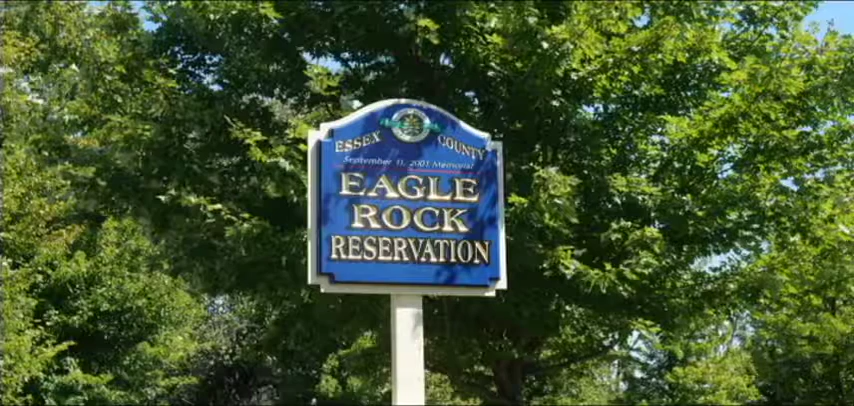 ESSEX COUNTY
September 11, 2001 Memorial
EAGLE
ROCK
RESERVATION